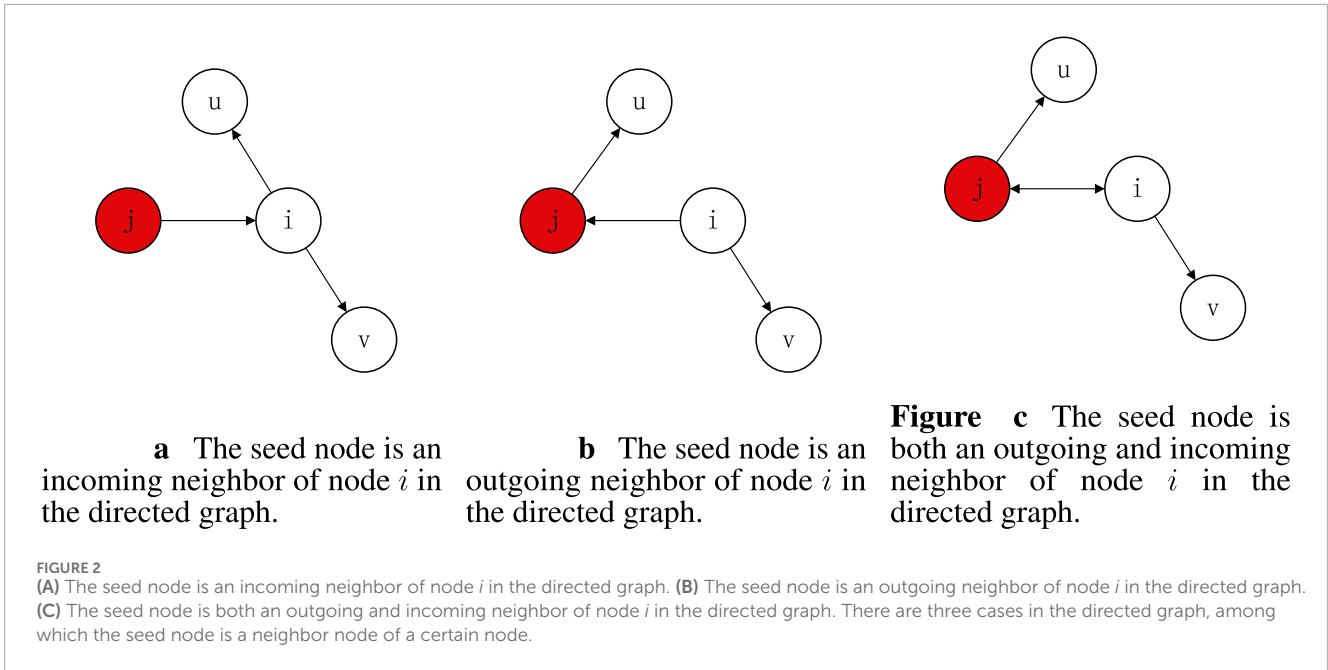 u
j
i
v
u
j
i
v
u
j
i
v
a The seed node is an
incoming neighbor of node i in
the directed graph.
b The seed node is an
outgoing neighbor of node i in
the directed graph.
Figure c The seed node is
both an outgoing and incoming
neighbor of node i in the
directed graph.
FIGURE 2
(A) The seed node is an incoming neighbor of node i in the directed graph. (B) The seed node is an outgoing neighbor of node i in the directed graph.
(C) The seed node is both an outgoing and incoming neighbor of node i in the directed graph. There are three cases in the directed graph, among
which the seed node is a neighbor node of a certain node.